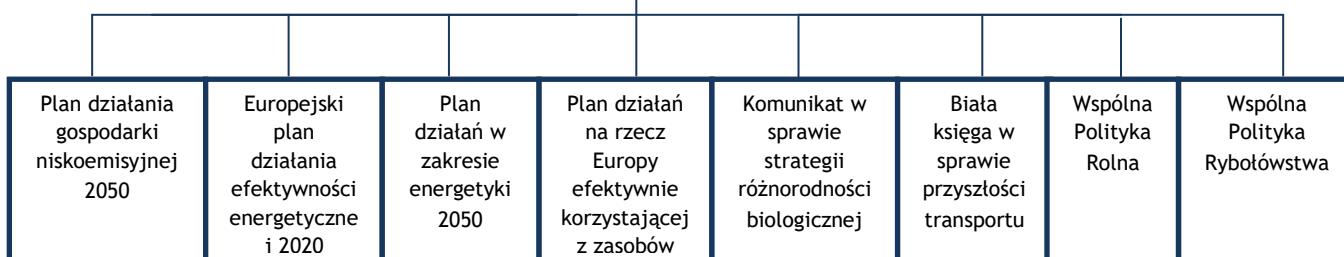 Plan działania
gospodarki
niskoemisyjnej
2050
Europejski
plan
działania
efektywności
energetyczne
j 2020
Plan
działań w
zakresie
energetyki
2050
Plan działań
na rzecz
Europy
efektywnie
korzystającej
z zasobów
Komunikat w
sprawie
strategii
różnorodności
biologicznej
Biała
księga w
sprawie
przyszłości
transportu
Wspólna
Polityka
Rolna
Wspólna
Polityka
Rybołówstwa